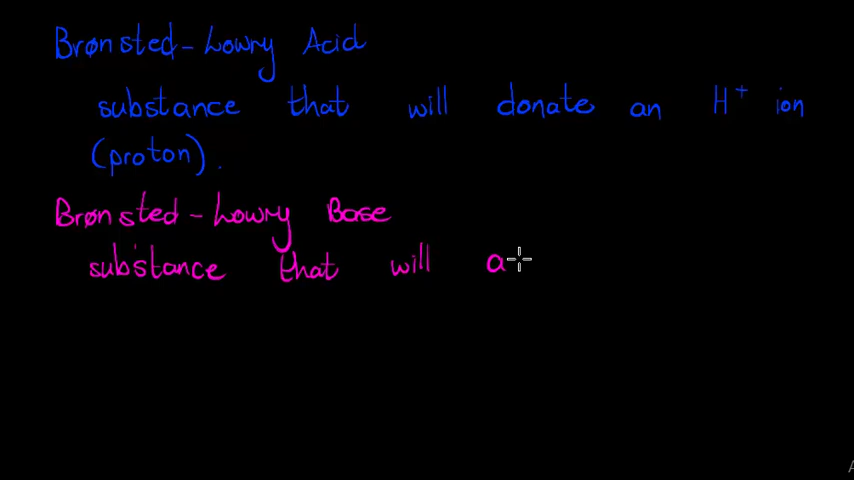 Brønsted-Lowry Acid
substance that will donate an H⁺ ion
(proton).
Brønsted-Lowry Base
substance that will a